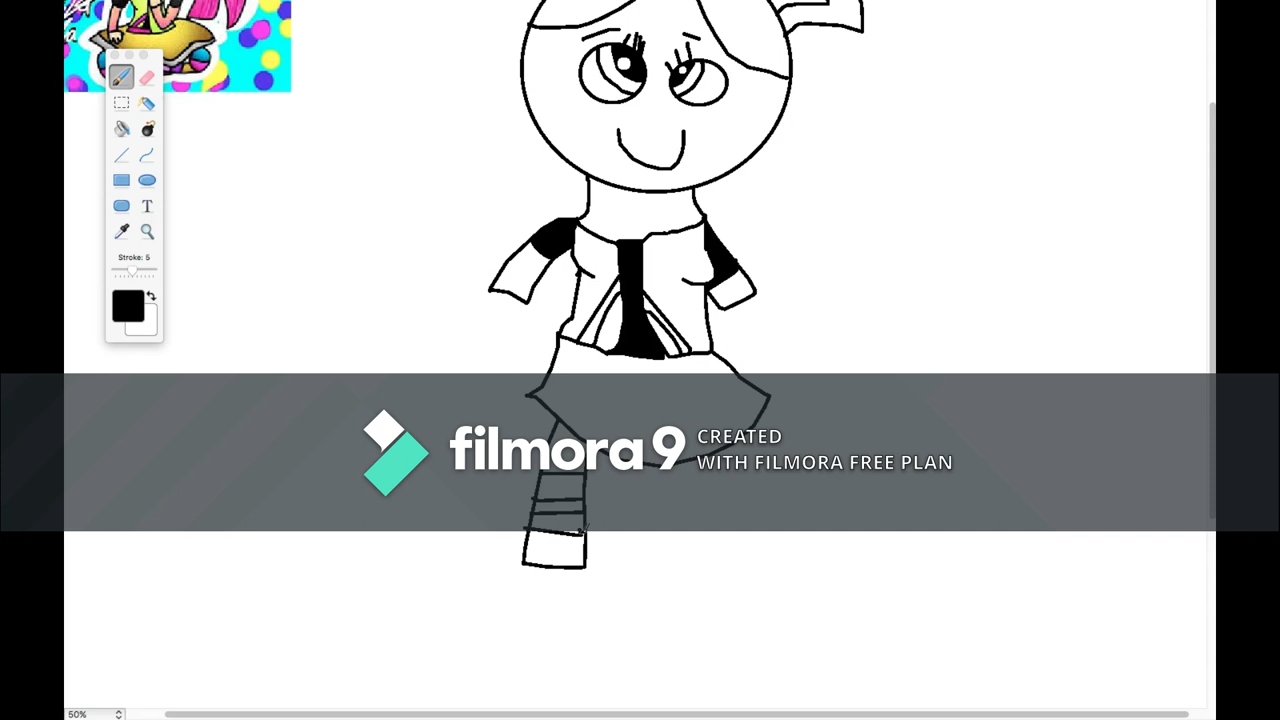 T
Stroke: 5
filmora9
CREATED
WITH FILMORA FREE PLAN
50%